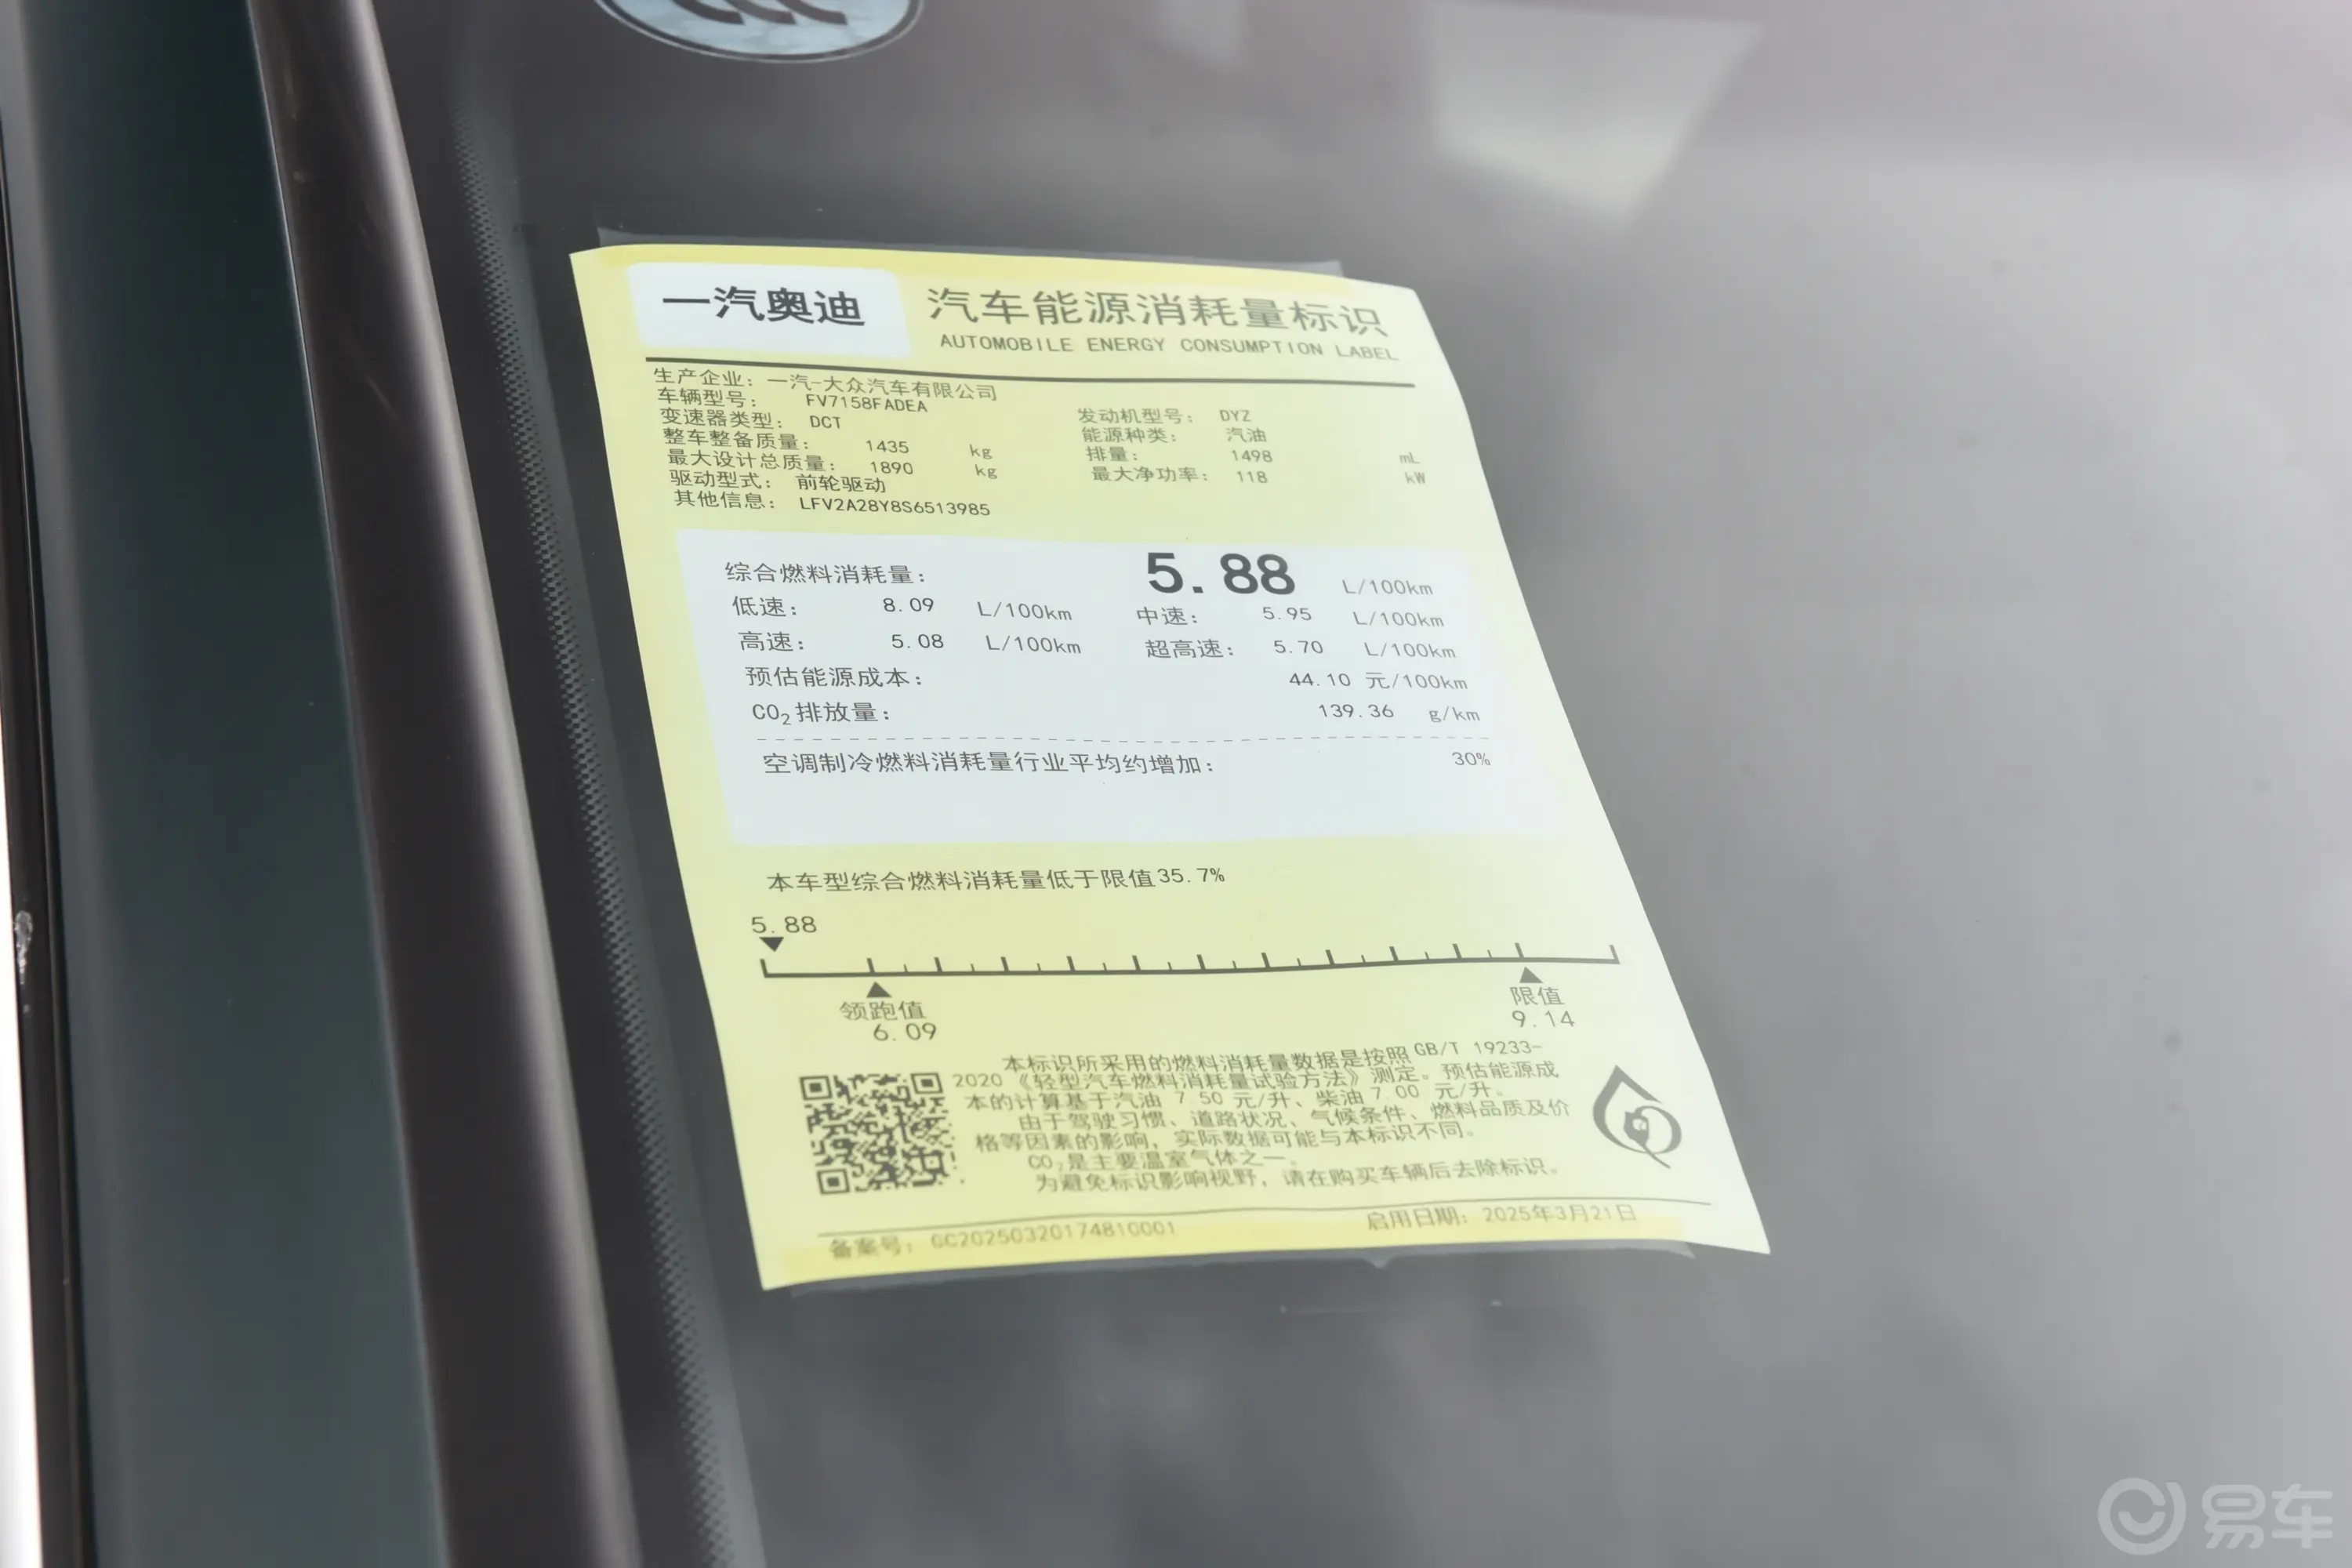 一汽奥迪
汽车能源消耗量标识
AUTOMOBILE ENERGY CONSUMPTION LABEL
生产企业：一汽-大众汽车有限公司
车辆型号： FV7158FADEA
变速器类型： DCT 发动机型号： DYZ
整车整备质量： 1435 kg 能源种类： 汽油
最大设计总质量： 1890 kg 排量： 1498 mL
驱动型式： 前轮驱动 最大净功率： 118 kW
其他信息： LFV2A28Y8S6513985
综合燃料消耗量： 5.88 L/100km
低速： 8.09 L/100km 中速： 5.95 L/100km
高速： 5.08 L/100km 超高速： 5.70 L/100km
预估能源成本： 44.10 元/100km
CO₂排放量： 139.36 g/km
空调制冷燃料消耗量行业平均约增加： 30%
本车型综合燃料消耗量低于限值35.7%
5.88
领跑值
6.09
限值
9.14
本标识所采用的燃料消耗量数据是按照GB/T 19233-
2020《轻型汽车燃料消耗量试验方法》测定。预估能源成
本的计算基于汽油 7.50 元/升、柴油 7.00 元/升。
由于驾驶习惯、道路状况、气候条件、燃料品质及价
格等因素的影响，实际数据可能与本标识不同。
CO₂是主要温室气体之一。
为避免标识影响视野，请在购买车辆后去除标识。
备案号：GC20250320174810001 启用日期：2025年3月21日
易车